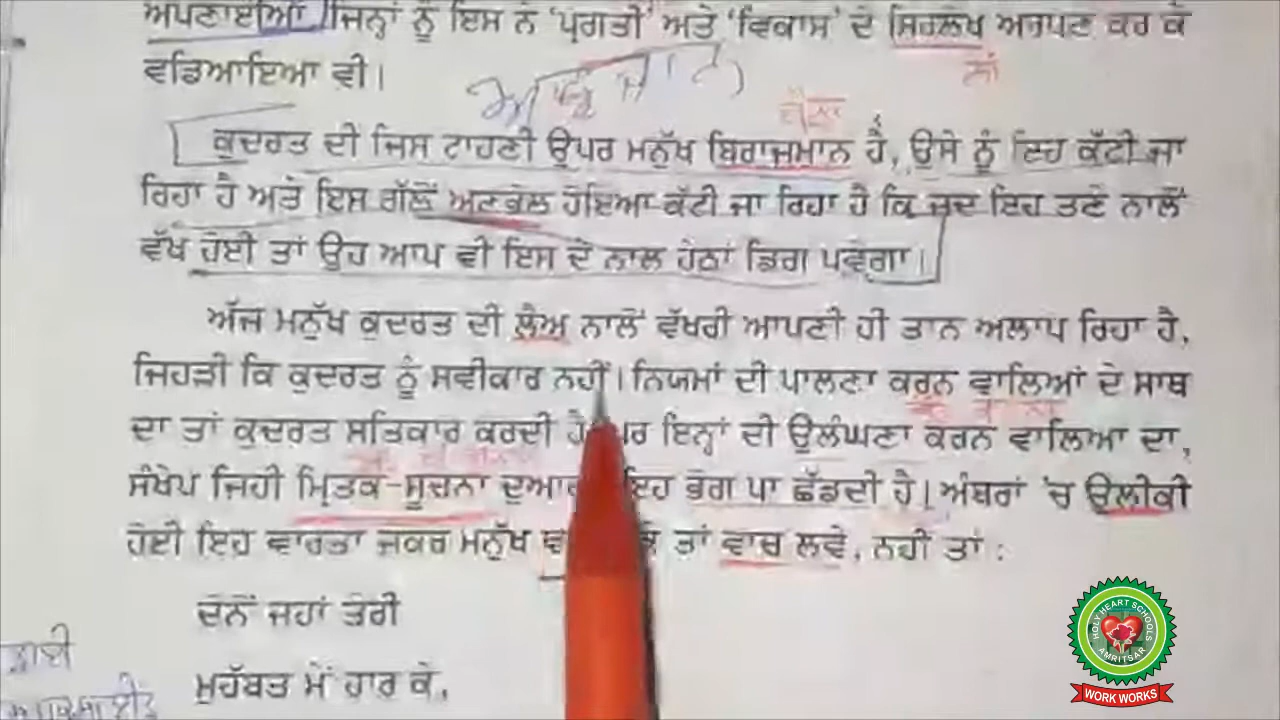 ਅਪਣਾਈਆਂ ਜਿਨ੍ਹਾਂ ਨੂੰ ਇਸ ਨੇ ‘ਪ੍ਰਗਤੀ’ ਅਤੇ ‘ਵਿਕਾਸ’ ਦੇ ਸਿਰਲੇਖ ਅਰਪਣ ਕਰ ਕੇ
ਵਡਿਆਇਆ ਵੀ।
ਕੁਦਰਤ ਦੀ ਜਿਸ ਟਾਹਣੀ ਉੱਪਰ ਮਨੁੱਖ ਬਿਰਾਜਮਾਨ ਹੈ, ਉਸੇ ਨੂੰ ਇਹ ਕੱਟੀ ਜਾ
ਰਿਹਾ ਹੈ ਅਤੇ ਇਸ ਗੱਲੋਂ ਅਣਭੋਲ ਹੋਇਆ ਕੱਟੀ ਜਾ ਰਿਹਾ ਹੈ ਕਿ ਜਦ ਇਹ ਤਣੇ ਨਾਲੋਂ
ਵੱਖ ਹੋਈ ਤਾਂ ਉਹ ਆਪ ਵੀ ਇਸ ਦੇ ਨਾਲ ਹੇਠਾਂ ਡਿਗ ਪਵੇਗਾ।
ਅੱਜ ਮਨੁੱਖ ਕੁਦਰਤ ਦੀ ਲੈਅ ਨਾਲੋਂ ਵੱਖਰੀ ਆਪਣੀ ਹੀ ਤਾਨ ਅਲਾਪ ਰਿਹਾ ਹੈ,
ਜਿਹੜੀ ਕਿ ਕੁਦਰਤ ਨੂੰ ਸਵੀਕਾਰ ਨਹੀਂ। ਨਿਯਮਾਂ ਦੀ ਪਾਲਣਾ ਕਰਨ ਵਾਲਿਆਂ ਦੇ ਸਾਥ
ਦਾ ਤਾਂ ਕੁਦਰਤ ਸਤਿਕਾਰ ਕਰਦੀ ਇਨ੍ਹਾਂ ਦੀ ਉਲੰਘਣਾ ਕਰਨ ਵਾਲਿਆਂ ਦਾ,
ਸੰਖੇਪ ਜਿਹੀ ਮ੍ਰਿਤਕ-ਸੂਚਨਾ ਇਹ ਭੋਗ ਪਾ ਛੱਡਦੀ ਹੈ। ਅੰਬਰਾਂ ’ਚ ਉਲੀਕੀ
ਹੋਈ ਇਹ ਵਾਰਤਾ ਜੇਕਰ ਮਨੁੱਖ ਤਾਂ ਵਾਚ ਲਵੇ, ਨਹੀਂ ਤਾਂ :
ਦੋਨੋਂ ਜਹਾਂ ਤੇਰੀ
ਮੁਹੱਬਤ ਮੇਂ ਹਾਰ ਕੇ,
HOLY HEART SCHOOLS
AMRITSAR
WORK WORKS